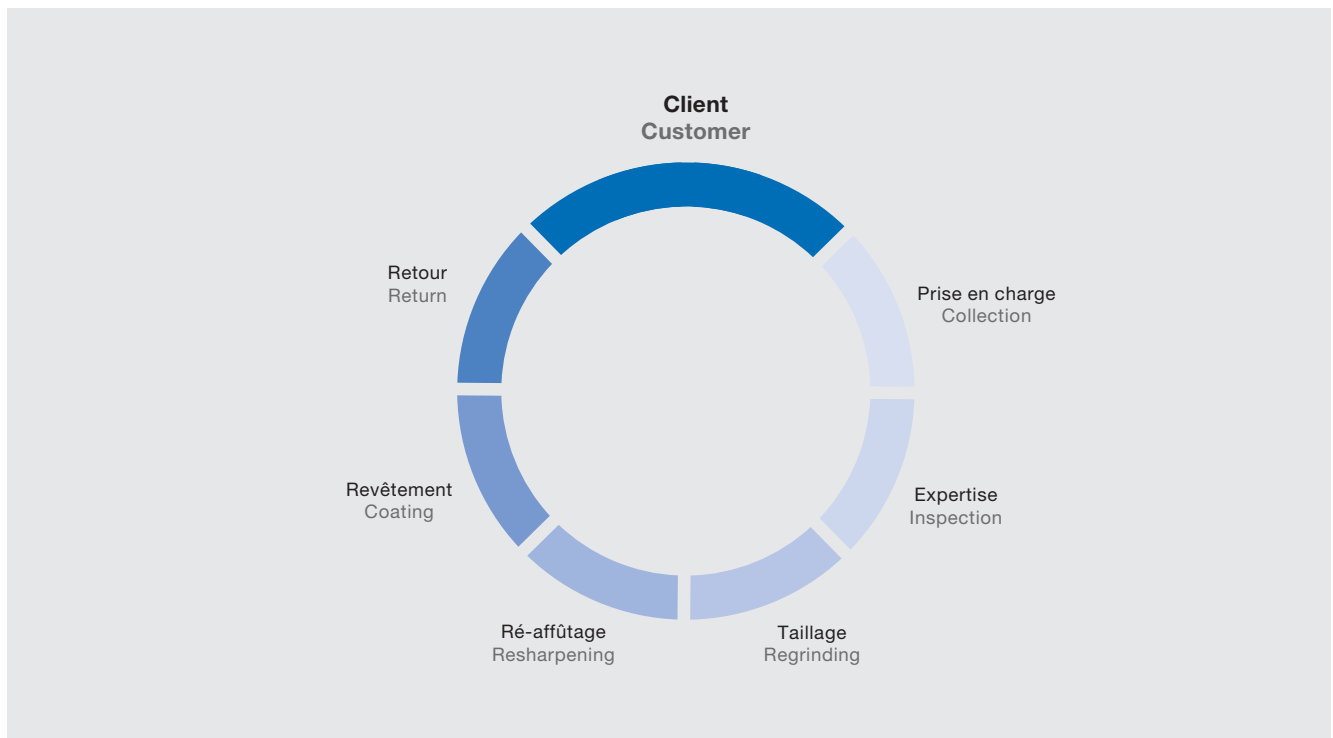 Client
Customer
Retour
Return
Prise en charge
Collection
Revêtement
Coating
Expertise
Inspection
Ré-affûtage
Resharpening
Taillage
Regrinding